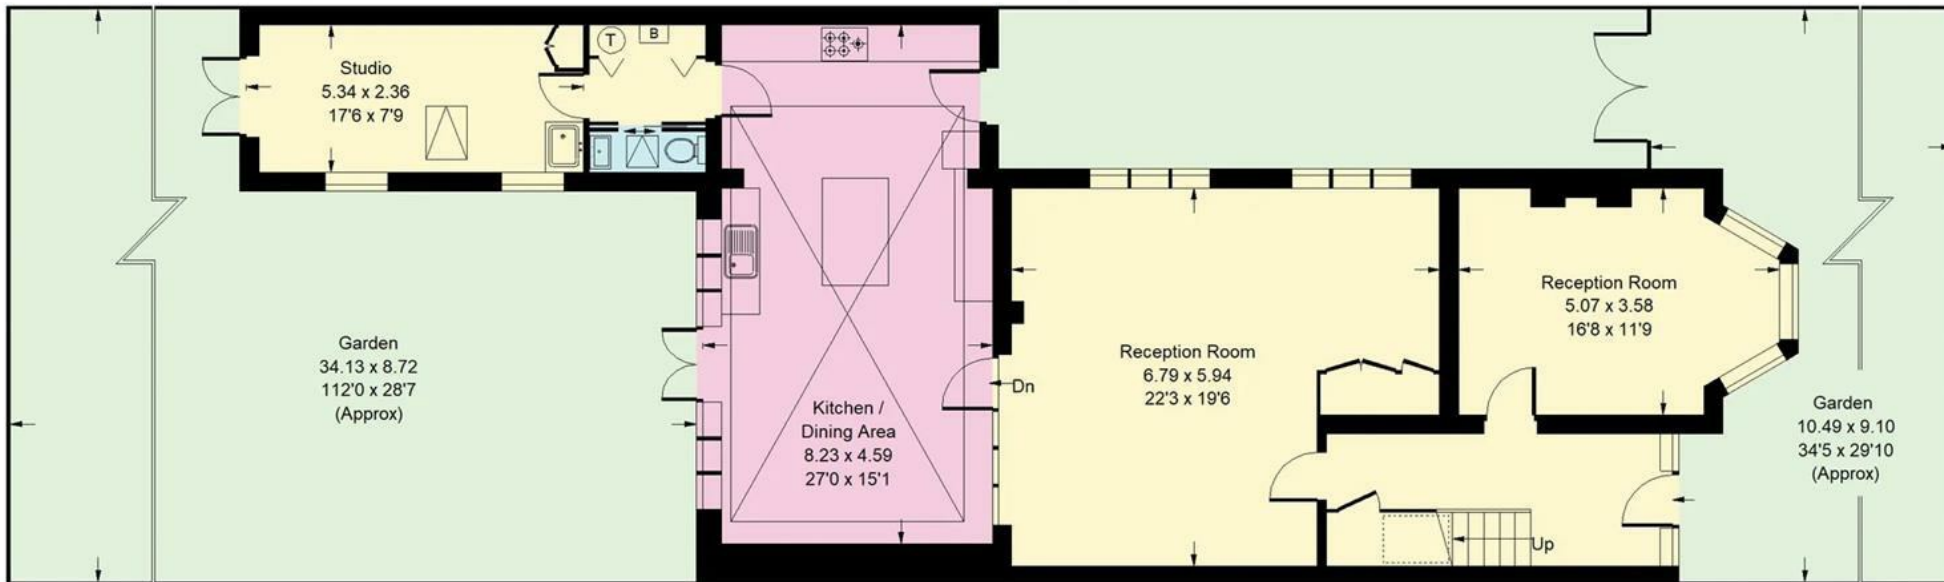 Studio
5.34 x 2.36
17'6 x 7'9
T
B
Garden
34.13 x 8.72
112'0 x 28'7
(Approx)
Kitchen /
Dining Area
8.23 x 4.59
27'0 x 15'1
Dn
Reception Room
6.79 x 5.94
22'3 x 19'6
Reception Room
5.07 x 3.58
16'8 x 11'9
Up
Garden
10.49 x 9.10
34'5 x 29'10
(Approx)